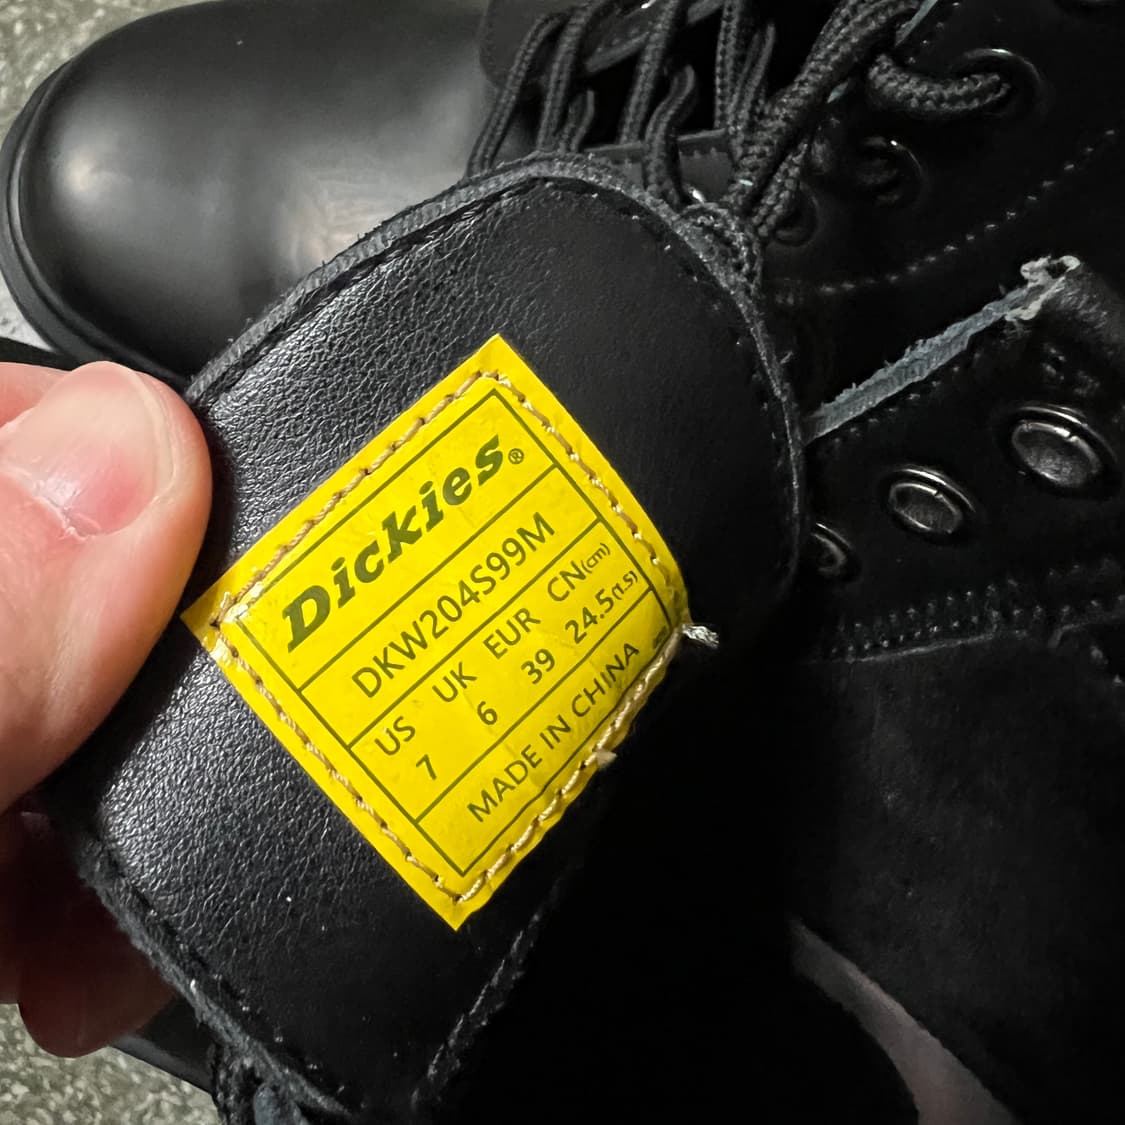 Dickies®
DKW204S99M
US UK EUR CN(cm)
7 6 39 24.5(1.5)
MADE IN CHINA